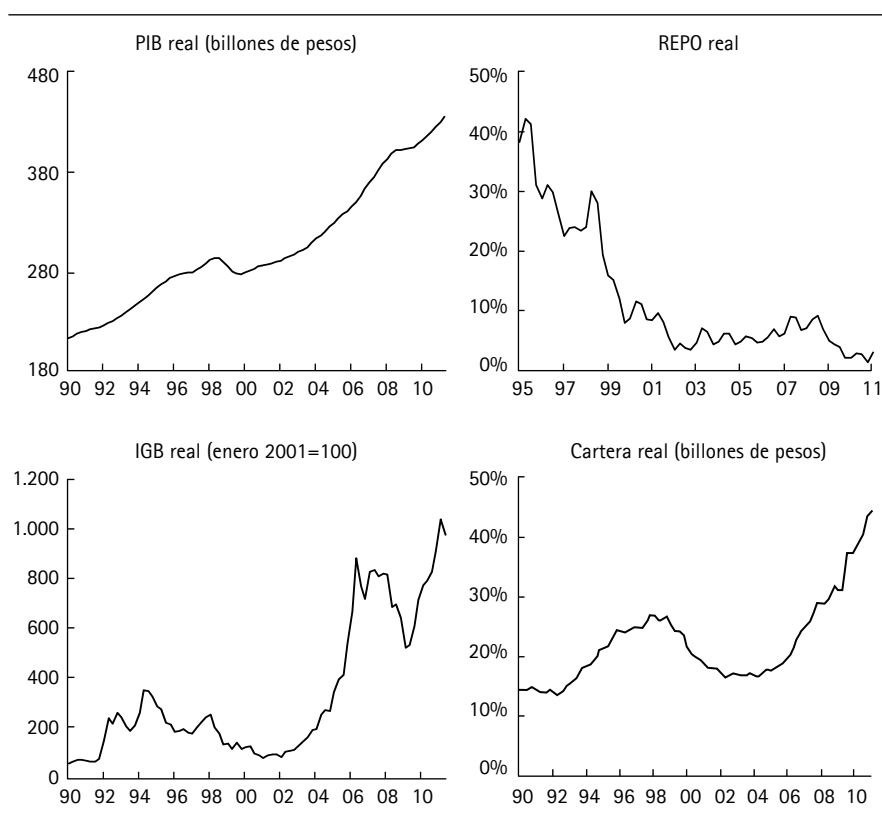 PIB real (billones de pesos)
480
380
280
180
90 92 94 96 98 00 02 04 06 08 10
REPO real
50%
40%
30%
20%
10%
0%
95 97 99 01 03 05 07 09 11
IGB real (enero 2001=100)
1.200
1.000
800
600
400
200
0
90 92 94 96 98 00 02 04 06 08 10
Cartera real (billones de pesos)
50%
40%
30%
20%
10%
0%
90 92 94 96 98 00 02 04 06 08 10